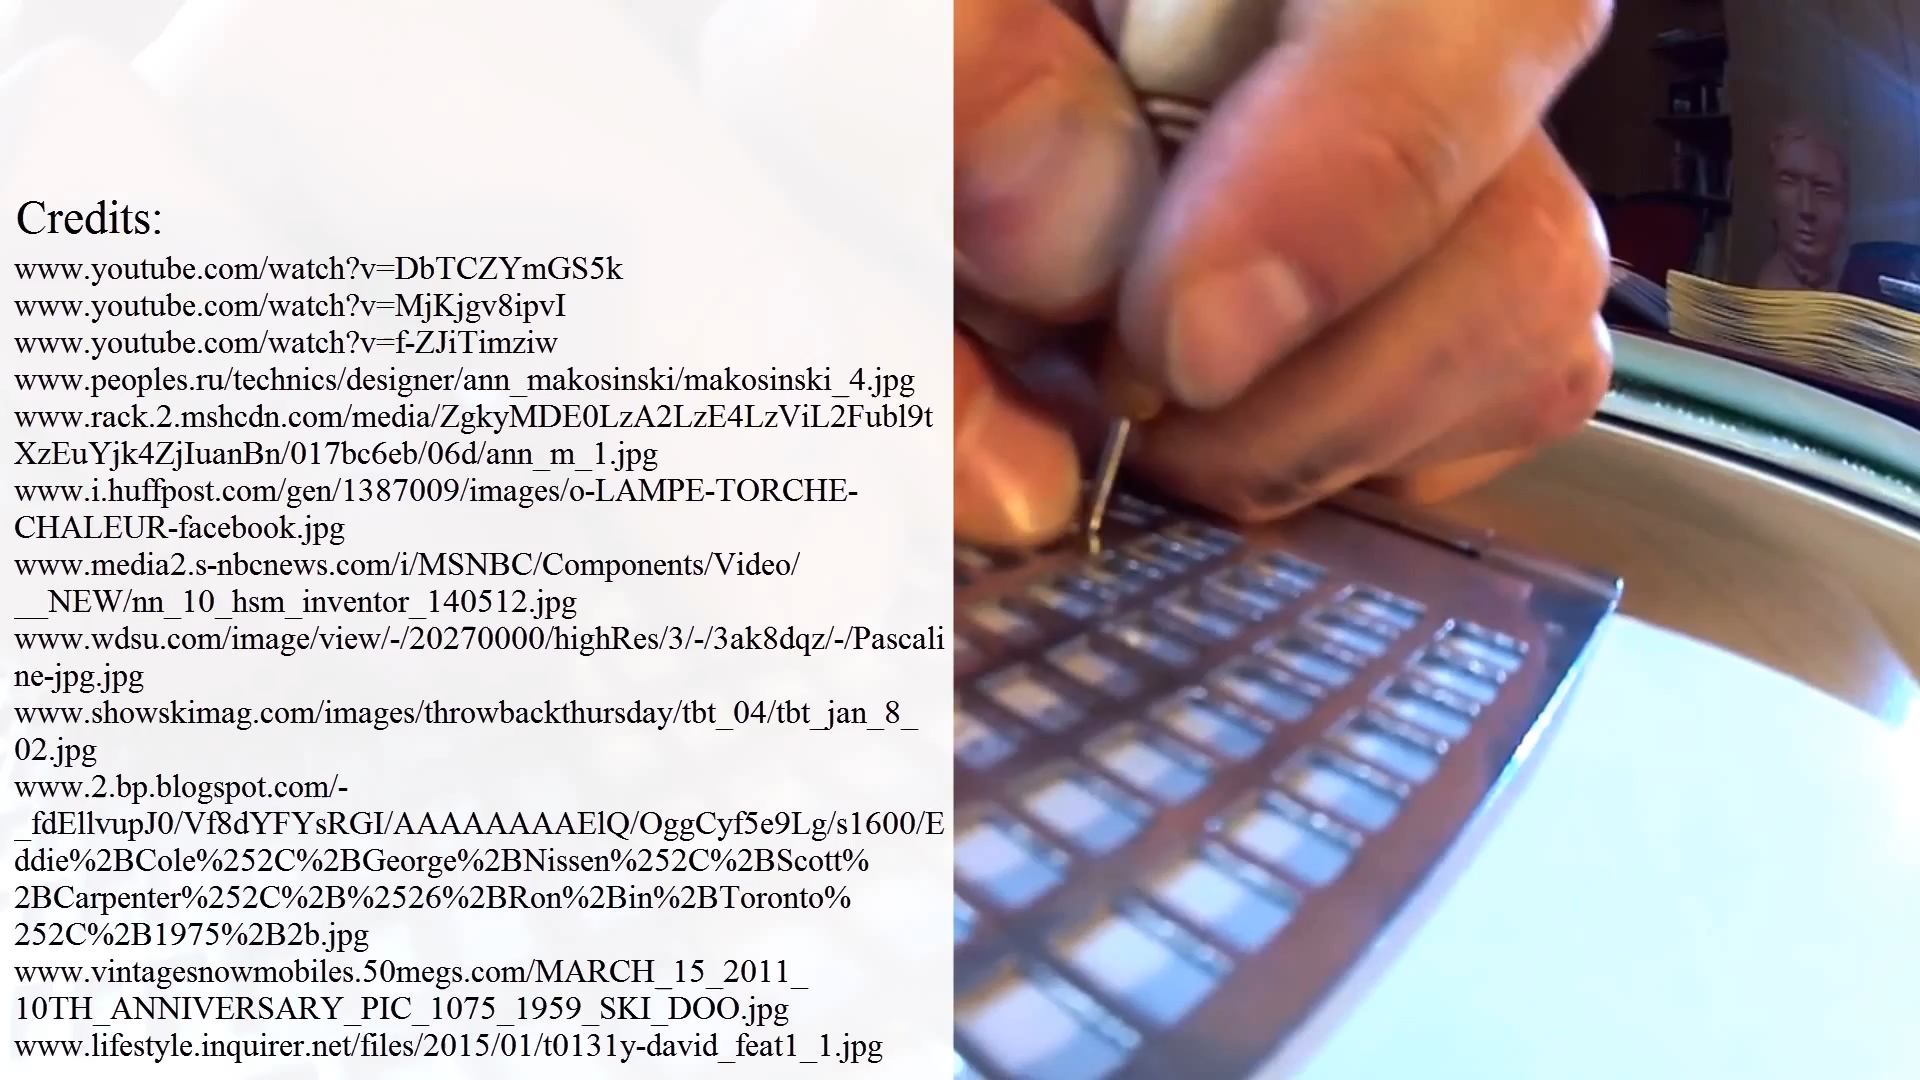 Credits:
www.youtube.com/watch?v=DbTCZYmGS5k
www.youtube.com/watch?v=MjKjgv8ipvI
www.youtube.com/watch?v=f-ZJiTimziw
www.peoples.ru/technics/designer/ann_makosinski/makosinski_4.jpg
www.rack.2.mshcdn.com/media/ZgkyMDE0LzA2LzE4LzViL2Fubl9t
XzEuYjk4ZjIuanBn/017bc6eb/06d/ann_m_1.jpg
www.i.huffpost.com/gen/1387009/images/o-LAMPE-TORCHE-
CHALEUR-facebook.jpg
www.media2.s-nbcnews.com/i/MSNBC/Components/Video/
__NEW/nn_10_hsm_inventor_140512.jpg
www.wdsu.com/image/view/-/20270000/highRes/3/-/3ak8dqz/-/Pascali
ne-jpg.jpg
www.showskimag.com/images/throwbackthursday/tbt_04/tbt_jan_8_
02.jpg
www.2.bp.blogspot.com/-
_fdEllvupJ0/Vf8dYFYsRGI/AAAAAAAAElQ/OggCyf5e9Lg/s1600/E
ddie%2BCole%252C%2BGeorge%2BNissen%252C%2BScott%
2BCarpenter%252C%2B%2526%2BRon%2Bin%2BToronto%
252C%2B1975%2B2b.jpg
www.vintagesnowmobiles.50megs.com/MARCH_15_2011_
10TH_ANNIVERSARY_PIC_1075_1959_SKI_DOO.jpg
www.lifestyle.inquirer.net/files/2015/01/t0131y-david_feat1_1.jpg